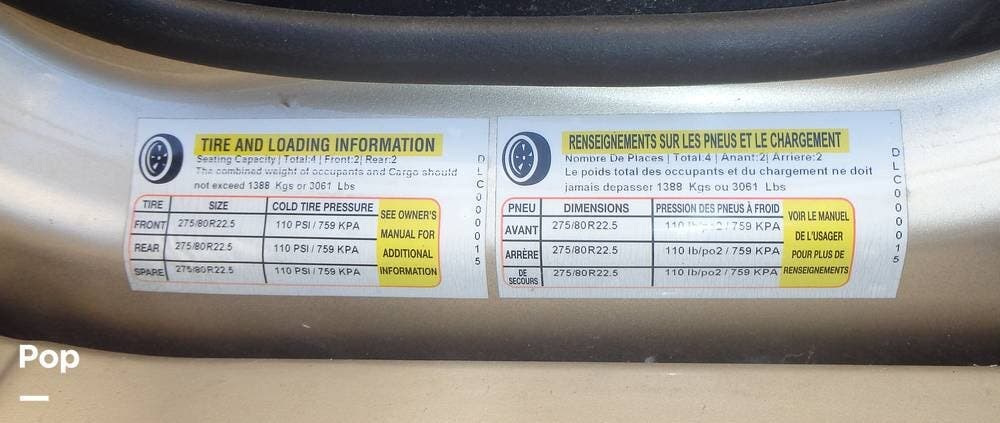 TIRE AND LOADING INFORMATION
Seating Capacity | Total:4 | Front:2| Rear:2
The combined weight of occupants and Cargo should
not exceed 1388 Kgs or 3061 Lbs
TIRE SIZE COLD TIRE PRESSURE
FRONT 275/80R22.5 110 PSI / 759 KPA
REAR 275/80R22.5 110 PSI / 759 KPA
SPARE 275/80R22.5 110 PSI / 759 KPA
SEE OWNER'S
MANUAL FOR
ADDITIONAL
INFORMATION
DLC000015
RENSEIGNEMENTS SUR LES PNEUS ET LE CHARGEMENT
Nombre De Places | Total:4 | Anant:2| Arriere:2
Le poids total des occupants et du chargement ne doit
jamais depasser 1388 Kgs ou 3061 Lbs
PNEU DIMENSIONS PRESSION DES PNEUS À FROID
AVANT 275/80R22.5 110 lb/po2 / 759 KPA
ARRÈRE 275/80R22.5 110 lb/po2 / 759 KPA
DE
SECOURS 275/80R22.5 110 lb/po2 / 759 KPA
VOIR LE MANUEL
DE L'USAGER
POUR PLUS DE
RENSEIGNEMENTS
DLC000015
Pop